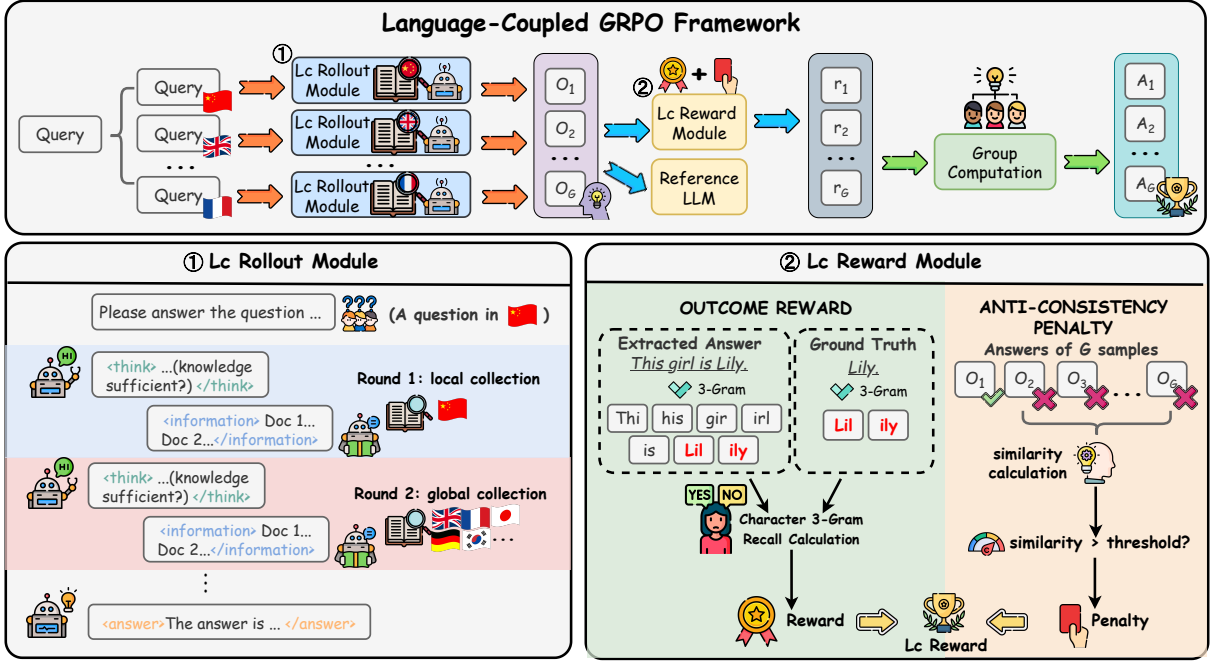 Language-Coupled GRPO Framework
①
Query
Query
Query
...
Query
Lc Rollout
Module
Lc Rollout
Module
...
Lc Rollout
Module
O1
O2
...
OG
②
+
Lc Reward
Module
Reference
LLM
r1
r2
...
rG
Group
Computation
A1
A2
...
AG
① Lc Rollout Module
Please answer the question ...
???
(A question in )
HI
<think> ...(knowledge
sufficient?) </think>
Round 1: local collection
<information> Doc 1...
Doc 2...</information>
HI
<think> ...(knowledge
sufficient?) </think>
Round 2: global collection
...
<information> Doc 1...
Doc 2...</information>
...
<answer>The answer is ... </answer>
② Lc Reward Module
OUTCOME REWARD
Extracted Answer
This girl is Lily.
3-Gram
Thi his gir irl
is Lil ily
Ground Truth
Lily.
3-Gram
Lil ily
YES NO
Character 3-Gram
Recall Calculation
Reward
Lc Reward
ANTI-CONSISTENCY
PENALTY
Answers of G samples
O1 O2 O3 ... OG
similarity
calculation
similarity > threshold?
Penalty